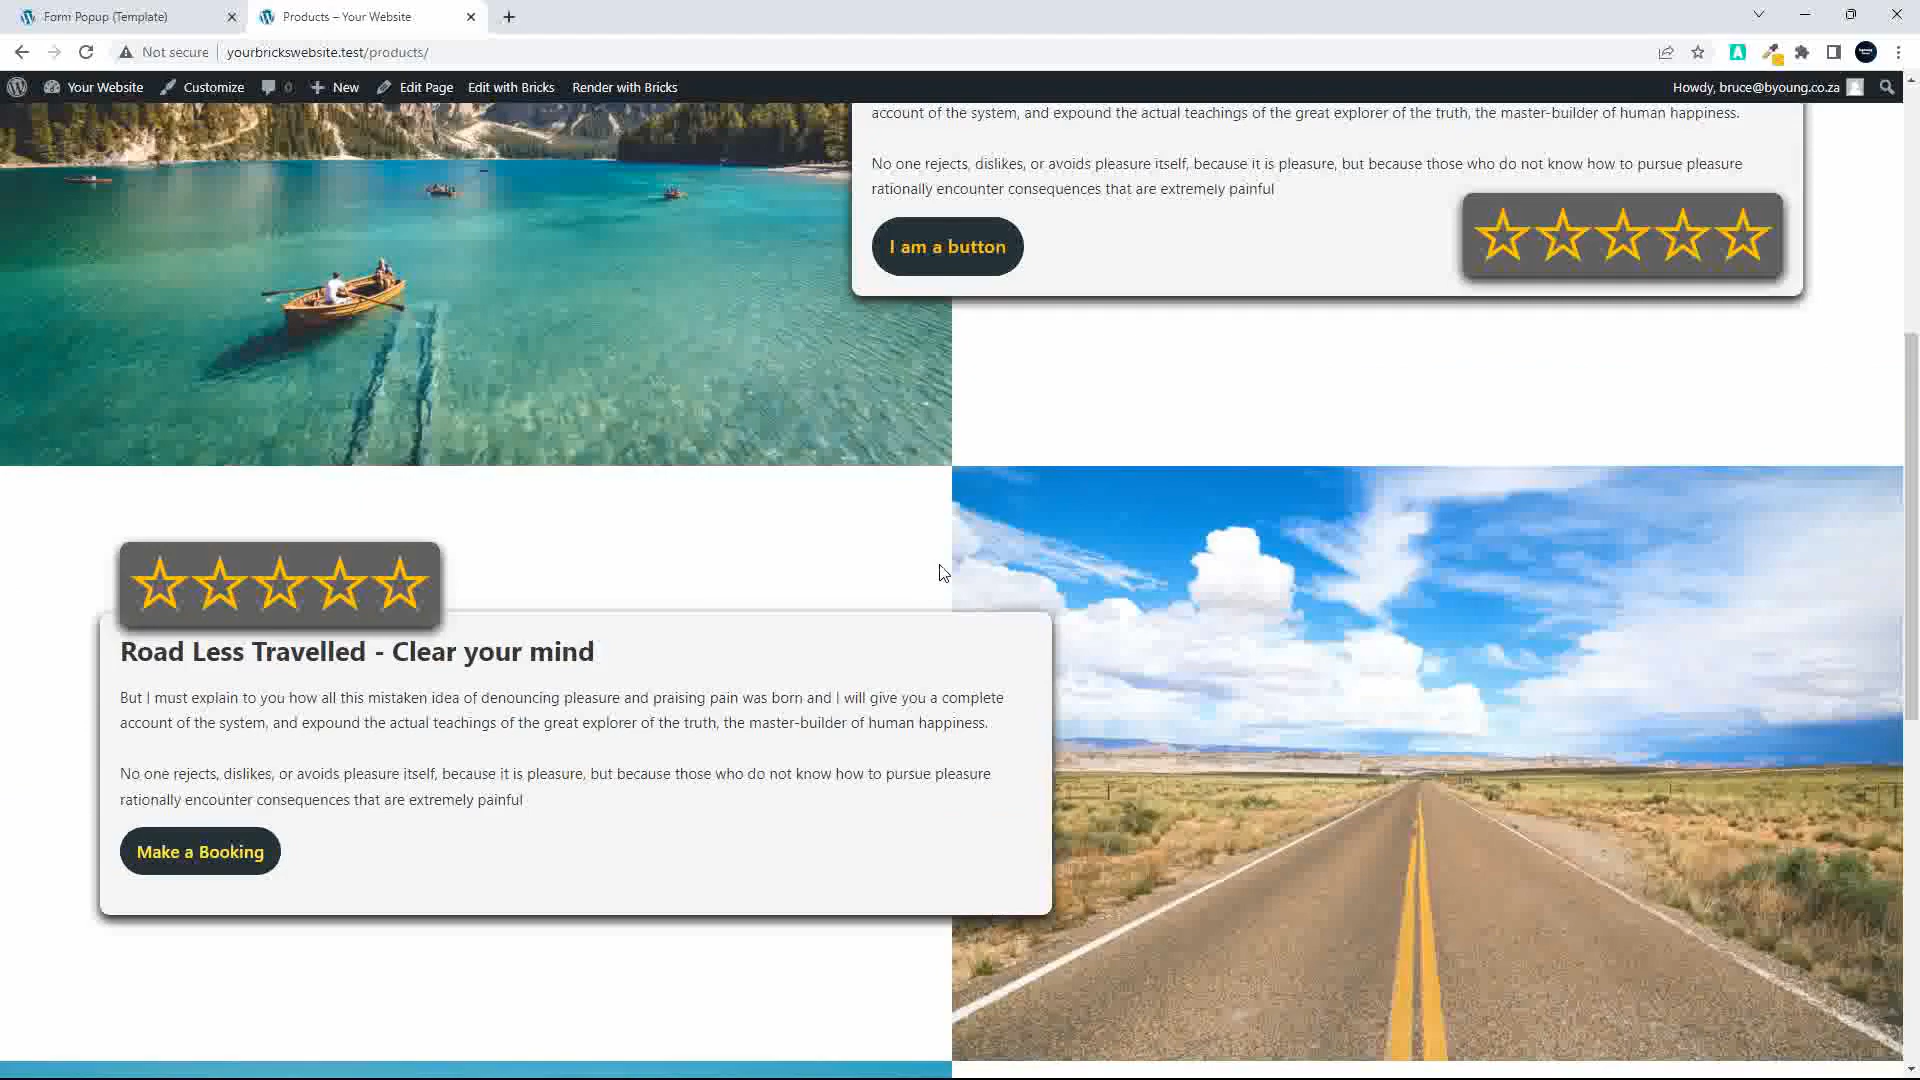 Form Popup (Template)
Products – Your Website
Not secure
yourbrickswebsite.test/products/
Your Website
Customize
0
New
Edit Page
Edit with Bricks
Render with Bricks
Howdy, bruce@byoung.co.za
account of the system, and expound the actual teachings of the great explorer of the truth, the master-builder of human happiness.
No one rejects, dislikes, or avoids pleasure itself, because it is pleasure, but because those who do not know how to pursue pleasure
rationally encounter consequences that are extremely painful
I am a button
Road Less Travelled - Clear your mind
But I must explain to you how all this mistaken idea of denouncing pleasure and praising pain was born and I will give you a complete
account of the system, and expound the actual teachings of the great explorer of the truth, the master-builder of human happiness.
No one rejects, dislikes, or avoids pleasure itself, because it is pleasure, but because those who do not know how to pursue pleasure
rationally encounter consequences that are extremely painful
Make a Booking